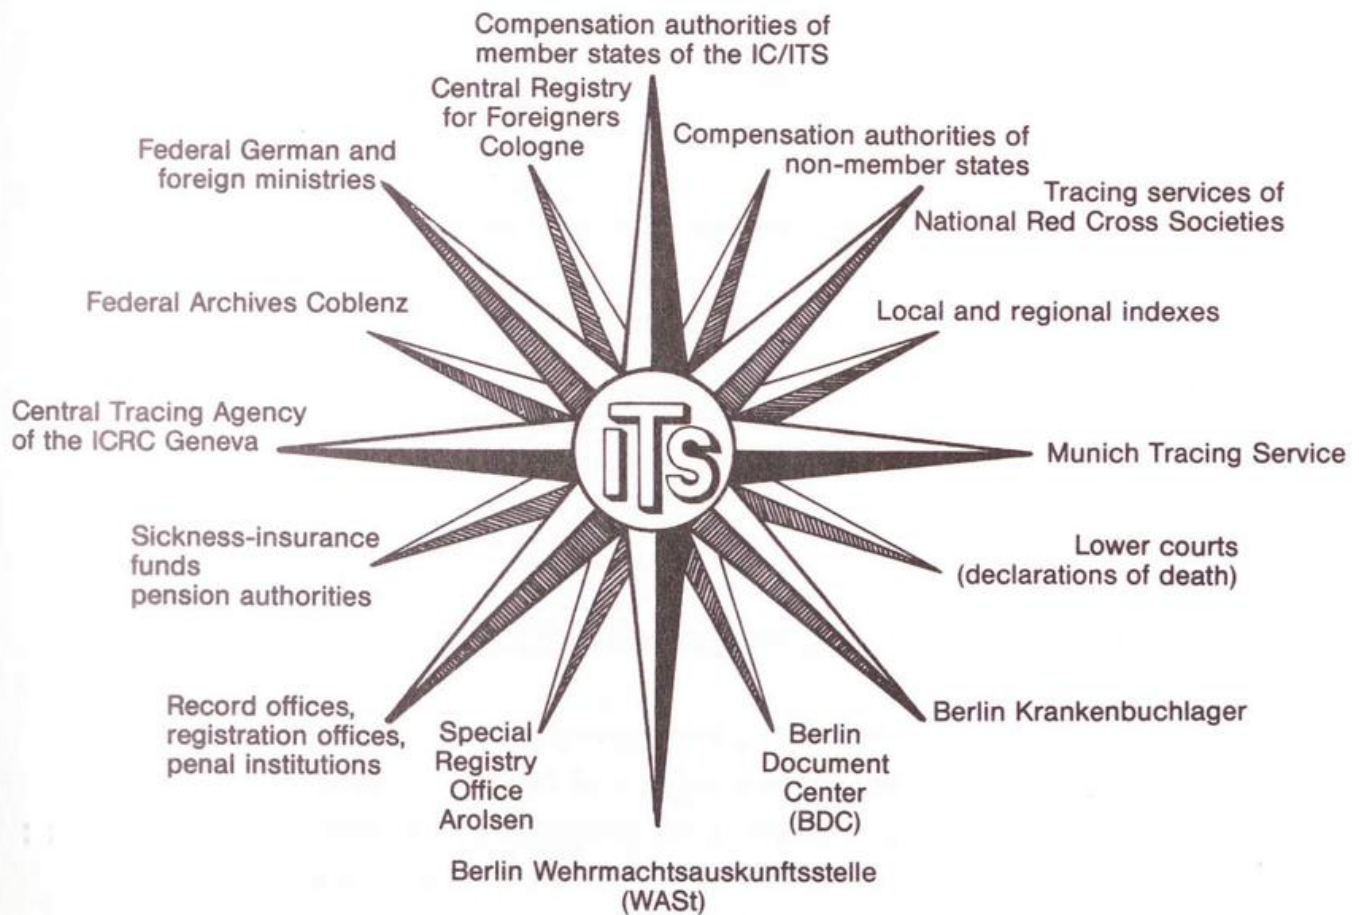 Compensation authorities of
member states of the IC/ITS
Central Registry
for Foreigners
Cologne
Compensation authorities of
non-member states
Federal German and
foreign ministries
Tracing services of
National Red Cross Societies
Federal Archives Coblenz
Local and regional indexes
Central Tracing Agency
of the ICRC Geneva
ITS
Munich Tracing Service
Sickness-insurance
funds
pension authorities
Lower courts
(declarations of death)
Record offices,
registration offices,
penal institutions
Special
Registry
Office
Arolsen
Berlin
Document
Center
(BDC)
Berlin Krankenbuchlager
Berlin Wehrmachtsauskunftsstelle
(WASt)